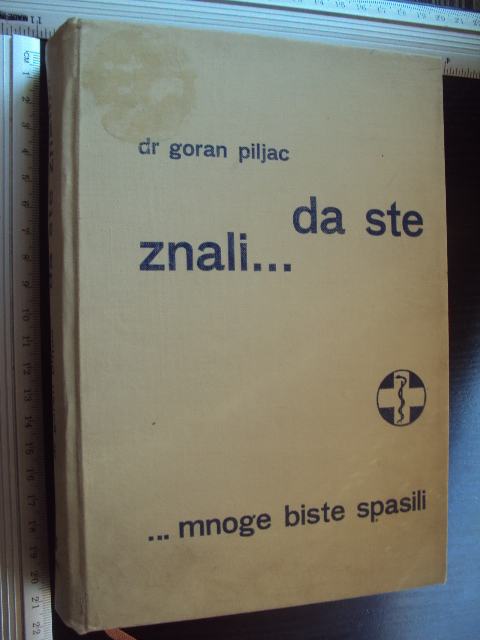 dr goran piljac
da ste
znali...
...mnoge biste spasili